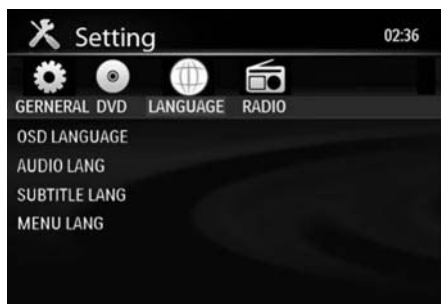 Setting 02:36
GERNERAL DVD LANGUAGE RADIO
OSD LANGUAGE
AUDIO LANG
SUBTITLE LANG
MENU LANG